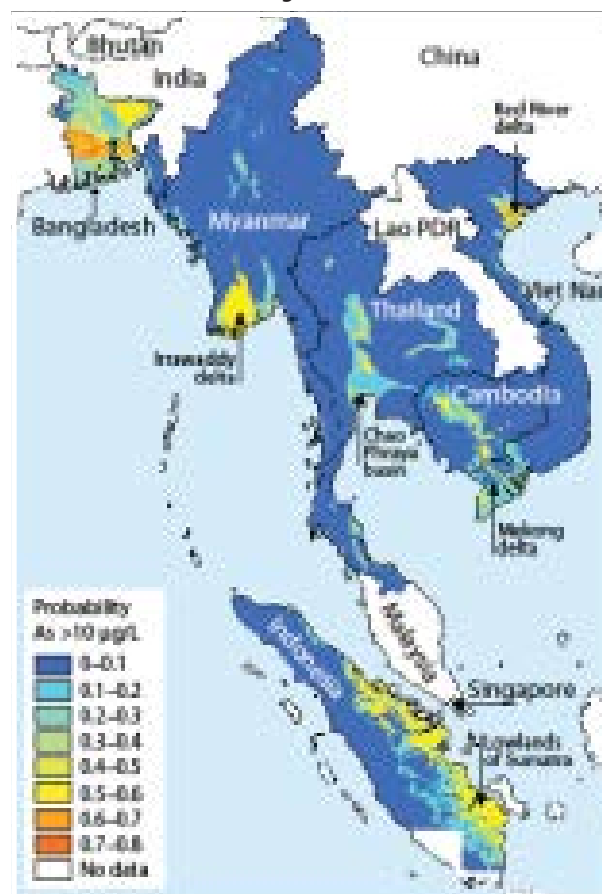 Bhutan
India
China
Red River
delta
Bangladesh
Myanmar
Lao PDR
Viet Nam
Thailand
Irrawaddy
delta
Cambodia
Chao
Phraya
basin
Mekong
delta
Probability
As >10 µg/L
0–0.1
0.1–0.2
0.2–0.3
0.3–0.4
0.4–0.5
0.5–0.6
0.6–0.7
0.7–0.8
No data
Indonesia
Malaysia
Singapore
Lowlands
of Sumatra